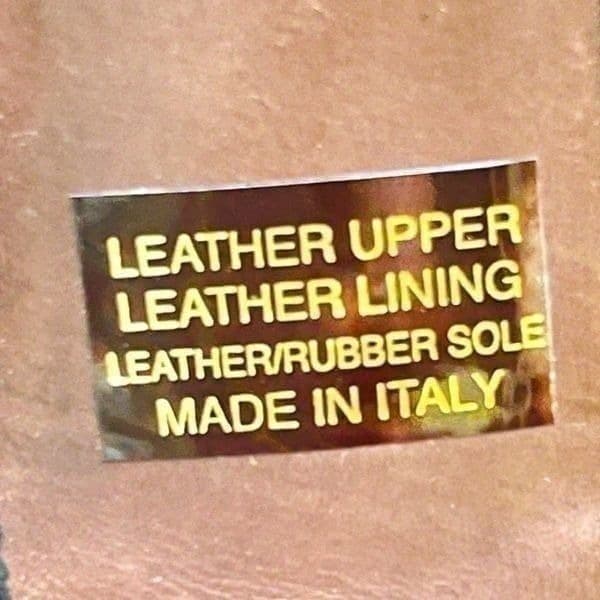 LEATHER UPPER
LEATHER LINING
LEATHER/RUBBER SOLE
MADE IN ITALY